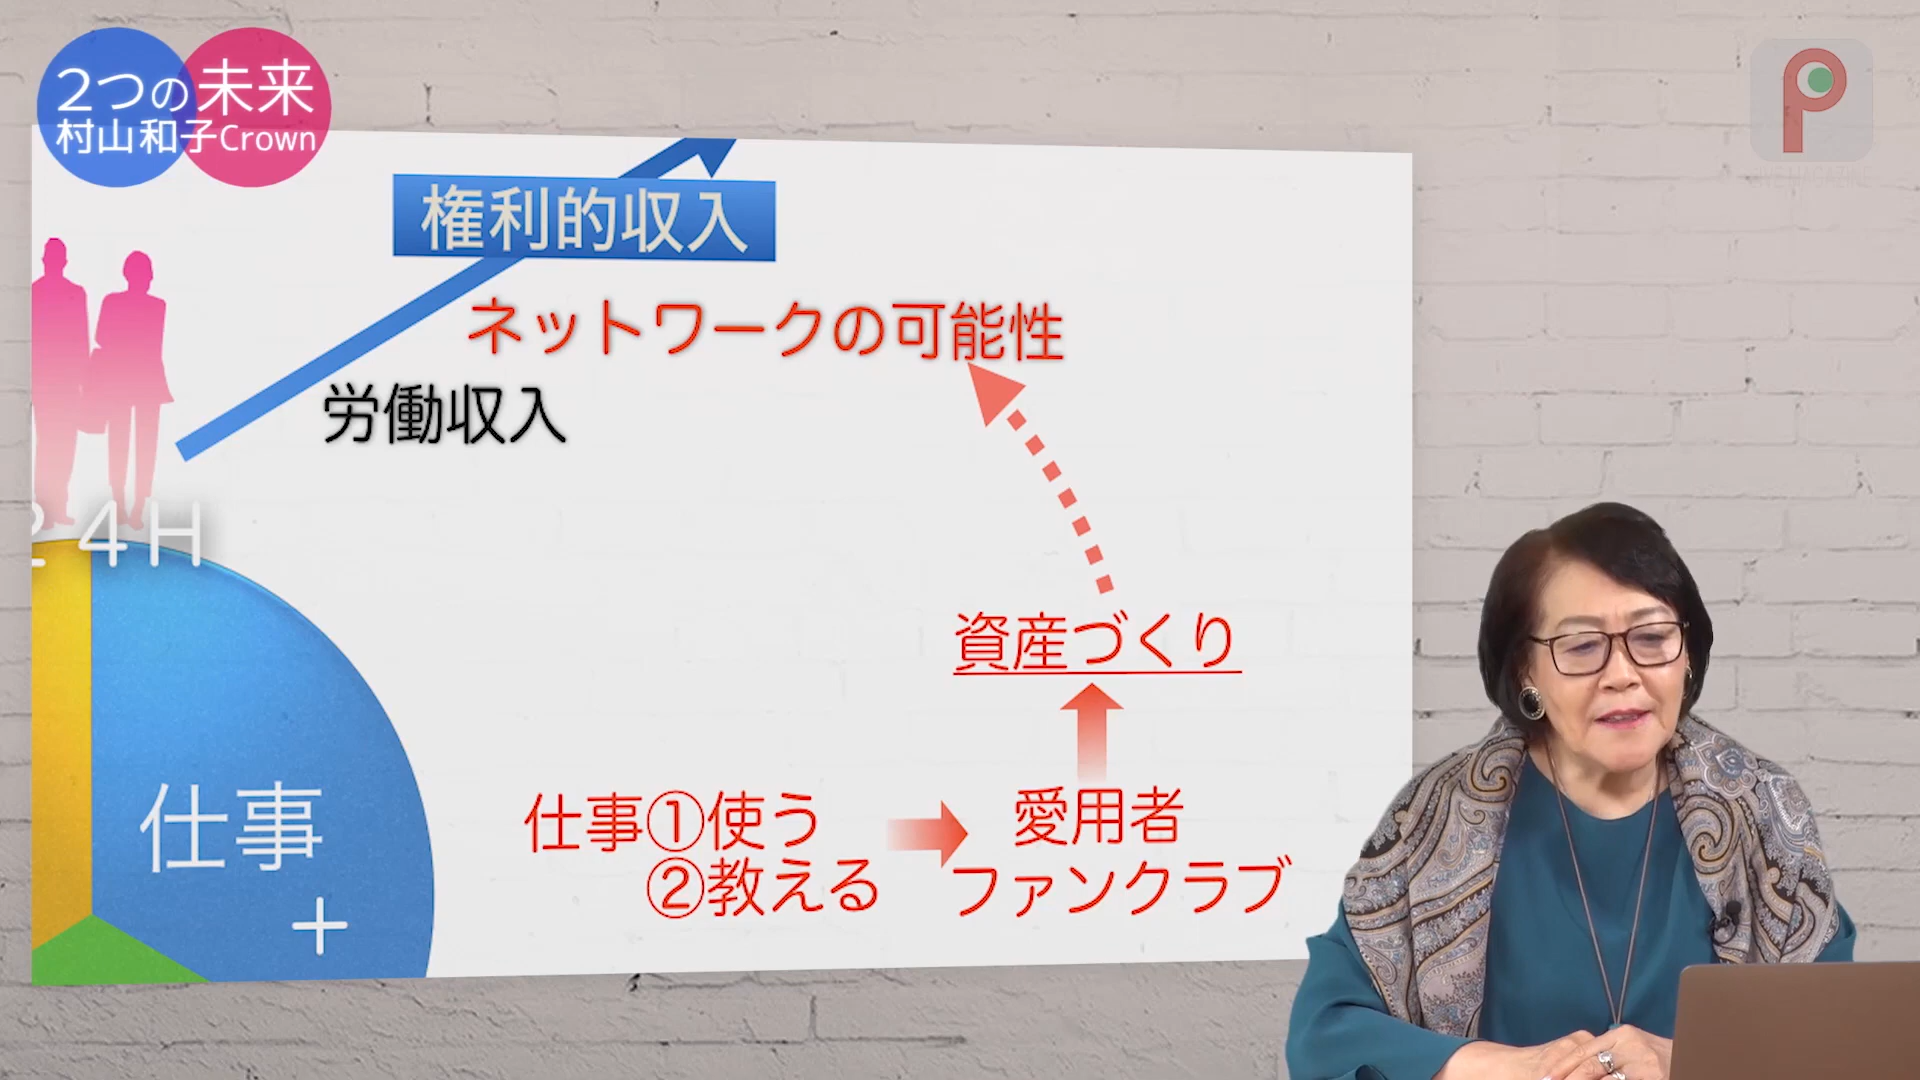 ２つの未来
村山和子Crown
権利的収入
ネットワークの可能性
労働収入
24H
資産づくり
仕事①使う
②教える
愛用者
ファンクラブ
仕事
+